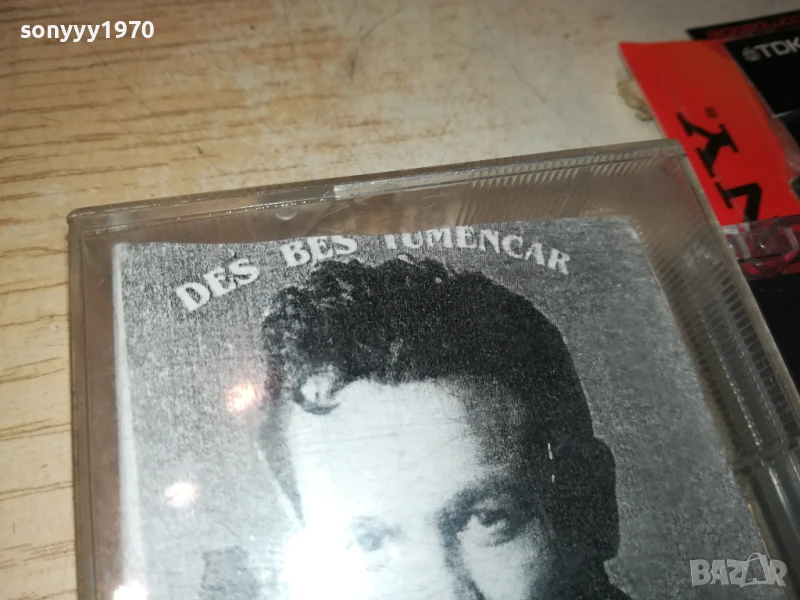 sonyyy1970
TDK
DES BES TUMENCAR
BAZAR